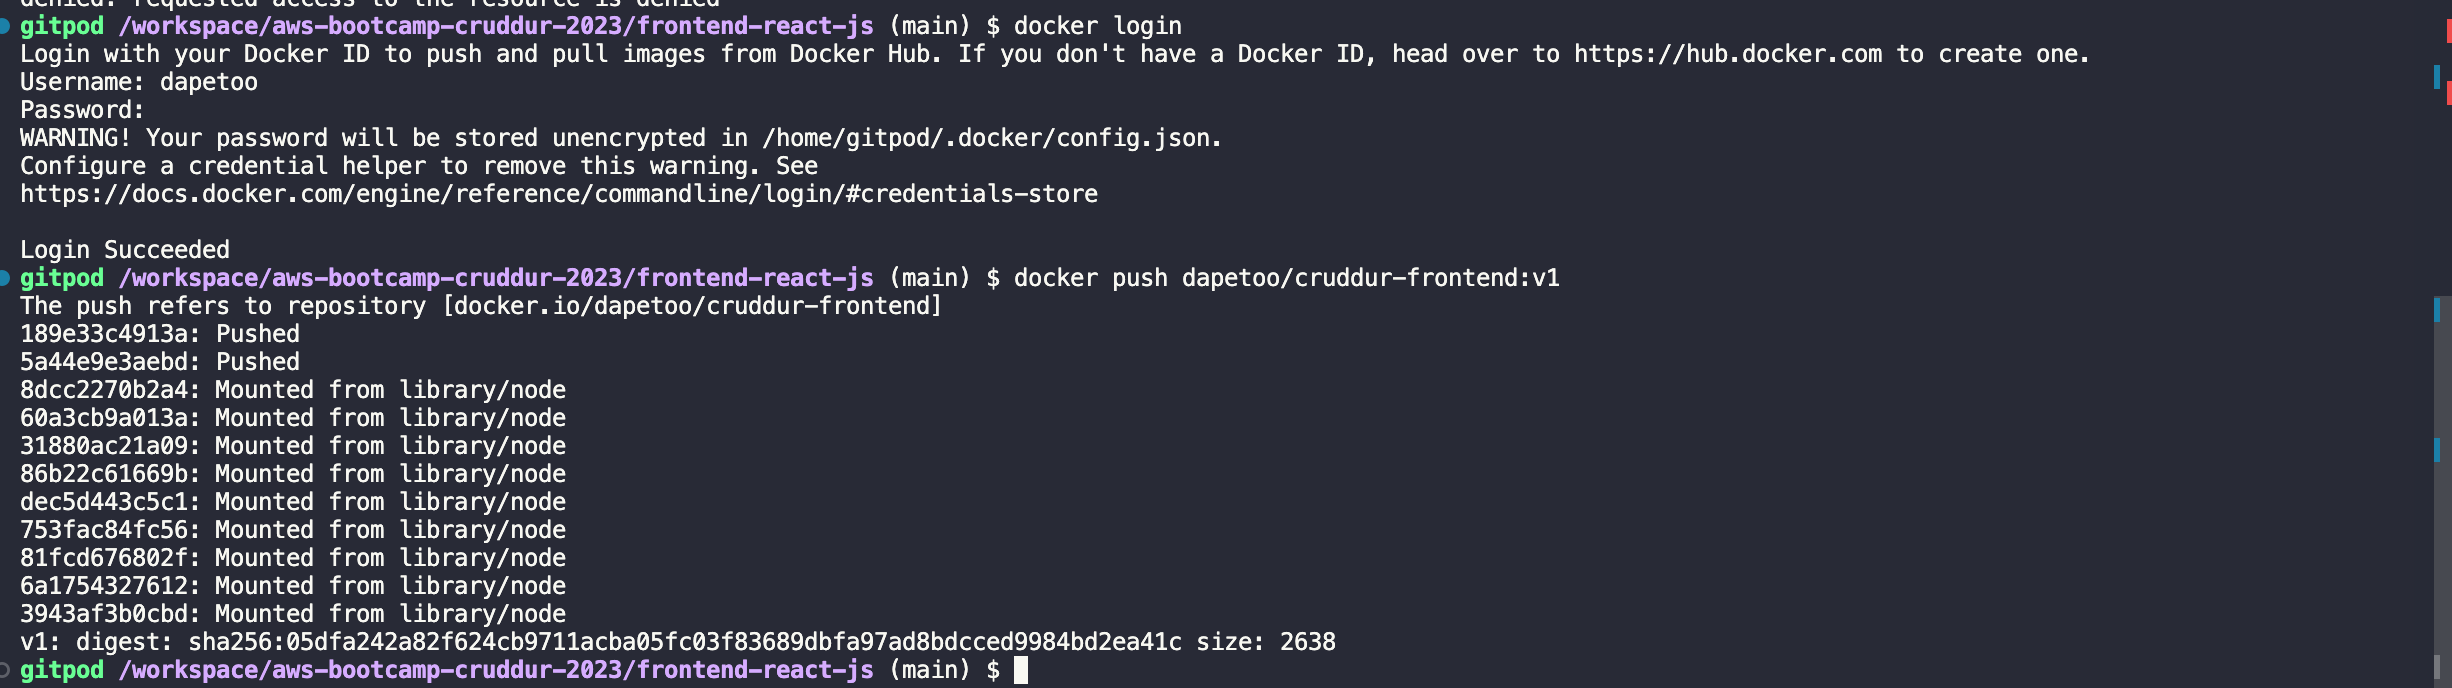 denied: requested access to the resource is denied
gitpod /workspace/aws-bootcamp-cruddur-2023/frontend-react-js (main) $ docker login
Login with your Docker ID to push and pull images from Docker Hub. If you don't have a Docker ID, head over to https://hub.docker.com to create one.
Username: dapetoo
Password:
WARNING! Your password will be stored unencrypted in /home/gitpod/.docker/config.json.
Configure a credential helper to remove this warning. See
https://docs.docker.com/engine/reference/commandline/login/#credentials-store
Login Succeeded
gitpod /workspace/aws-bootcamp-cruddur-2023/frontend-react-js (main) $ docker push dapetoo/cruddur-frontend:v1
The push refers to repository [docker.io/dapetoo/cruddur-frontend]
189e33c4913a: Pushed
5a44e9e3aebd: Pushed
8dcc2270b2a4: Mounted from library/node
60a3cb9a013a: Mounted from library/node
31880ac21a09: Mounted from library/node
86b22c61669b: Mounted from library/node
dec5d443c5c1: Mounted from library/node
753fac84fc56: Mounted from library/node
81fcd676802f: Mounted from library/node
6a1754327612: Mounted from library/node
3943af3b0cbd: Mounted from library/node
v1: digest: sha256:05dfa242a82f624cb9711acba05fc03f83689dbfa97ad8bdcced9984bd2ea41c size: 2638
gitpod /workspace/aws-bootcamp-cruddur-2023/frontend-react-js (main) $